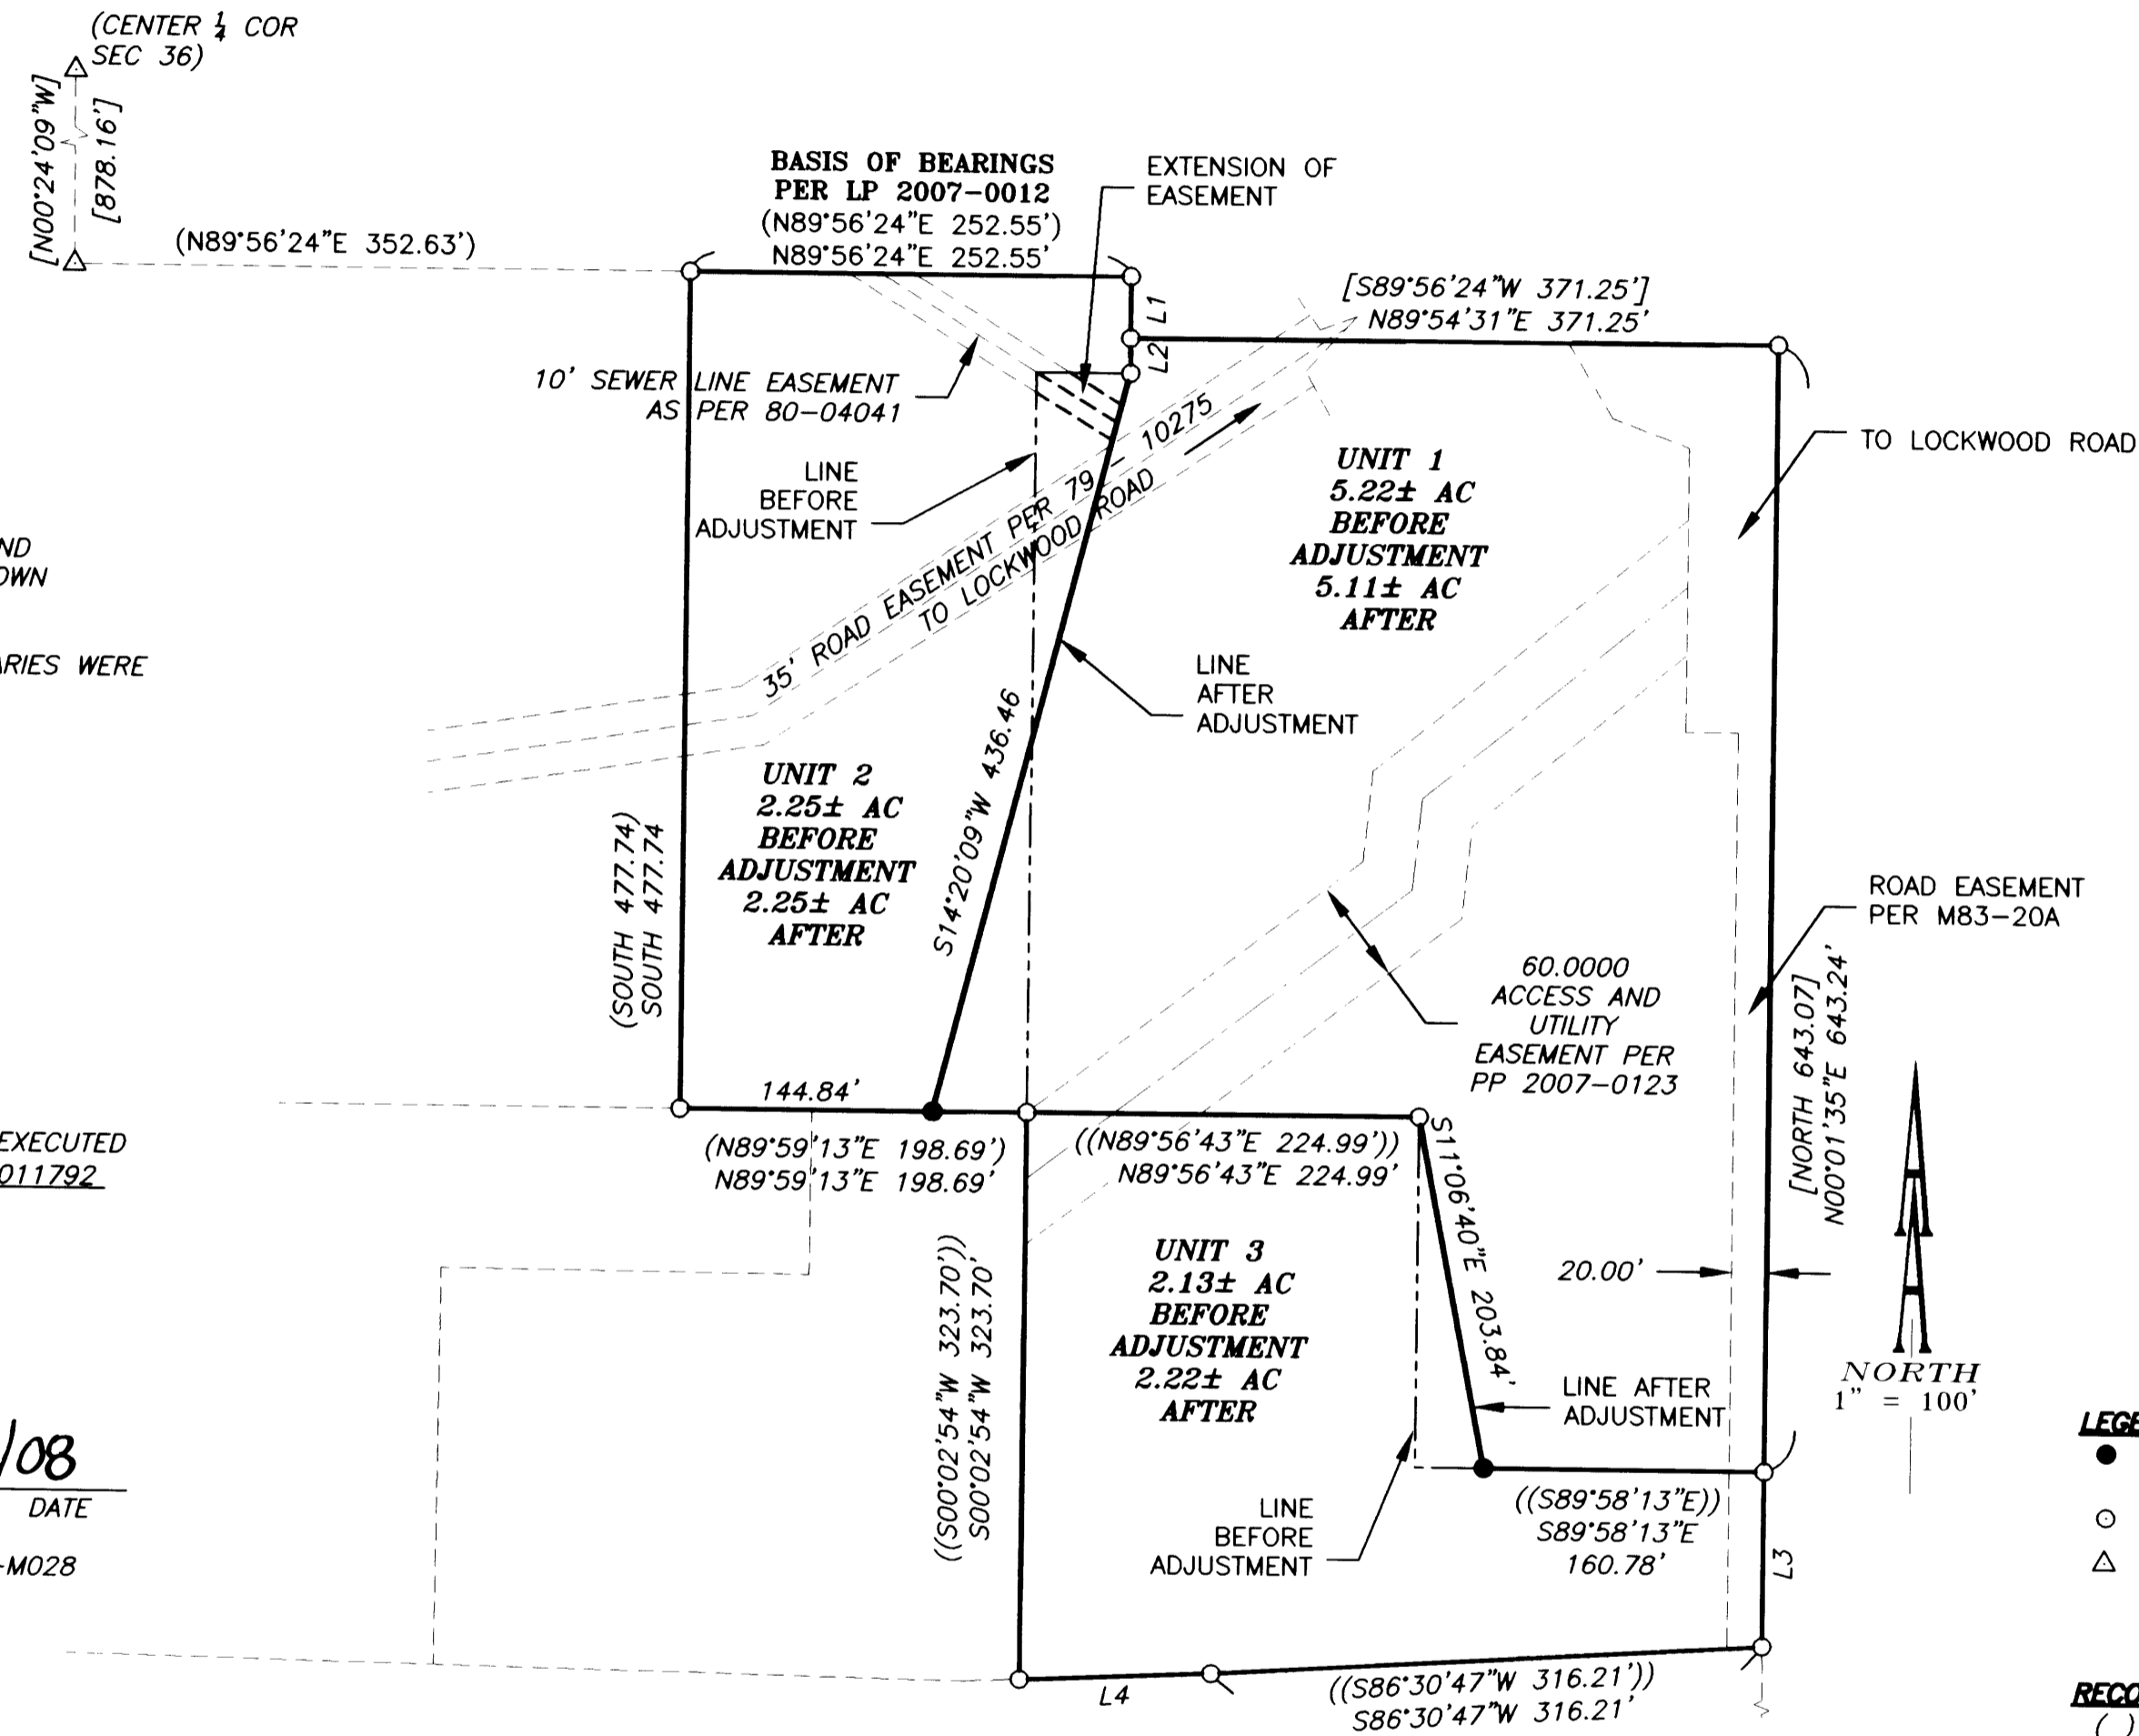 (CENTER 1/4 COR
SEC 36)
[N00°24'09"W]
[878.16']
(N89°56'24"E 352.63')
BASIS OF BEARINGS
PER LP 2007-0012
(N89°56'24"E 252.55')
N89°56'24"E 252.55'
EXTENSION OF
EASEMENT
L1
L2
[S89°56'24"W 371.25']
N89°54'31"E 371.25'
10' SEWER LINE EASEMENT
AS PER 80-04041
LINE
BEFORE
ADJUSTMENT
35' ROAD EASEMENT PER 79 - 10275
TO LOCKWOOD ROAD
UNIT 1
5.22± AC
BEFORE
ADJUSTMENT
5.11± AC
AFTER
TO LOCKWOOD ROAD
ND
OWN
ARIES WERE
LINE
AFTER
ADJUSTMENT
S14°20'09"W 436.46
UNIT 2
2.25± AC
BEFORE
ADJUSTMENT
2.25± AC
AFTER
(SOUTH 477.74)
SOUTH 477.74
ROAD EASEMENT
PER M83-20A
60.0000
ACCESS AND
UTILITY
EASEMENT PER
PP 2007-0123
[NORTH 643.07]
N00°01'35"E 643.24'
144.84'
(N89°59'13"E 198.69')
N89°59'13"E 198.69'
((N89°56'43"E 224.99'))
N89°56'43"E 224.99'
S11°06'40"E 203.84'
EXECUTED
011792
((S00°02'54"W 323.70'))
S00°02'54"W 323.70'
UNIT 3
2.13± AC
BEFORE
ADJUSTMENT
2.22± AC
AFTER
20.00'
LINE AFTER
ADJUSTMENT
NORTH
1" = 100'
LEGE
/08
DATE
-M028
LINE
BEFORE
ADJUSTMENT
((S89°58'13"E))
S89°58'13"E
160.78'
L3
L4
((S86°30'47"W 316.21'))
S86°30'47"W 316.21'
RECO
( )